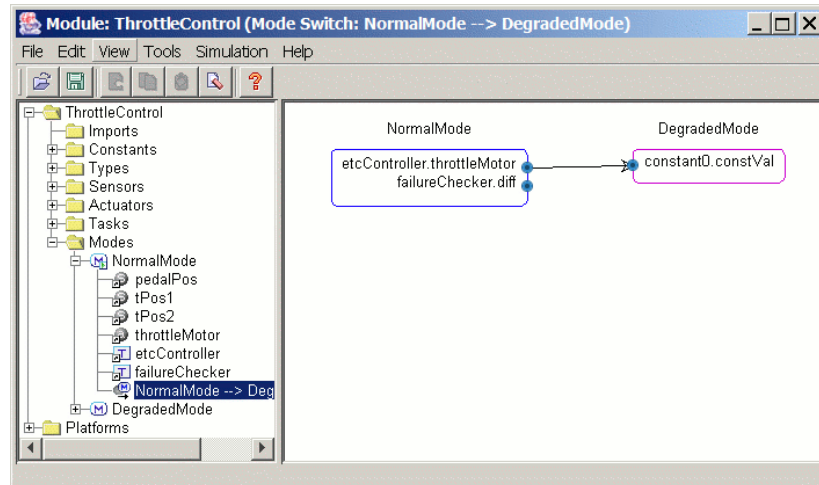 Module: ThrottleControl (Mode Switch: NormalMode --> DegradedMode)
File Edit View Tools Simulation Help
ThrottleControl
Imports
Constants
Types
Sensors
Actuators
Tasks
Modes
NormalMode
pedalPos
tPos1
tPos2
throttleMotor
etcController
failureChecker
NormalMode --> Deg
DegradedMode
Platforms
NormalMode DegradedMode
etcController.throttleMotor constant0.constVal
failureChecker.diff